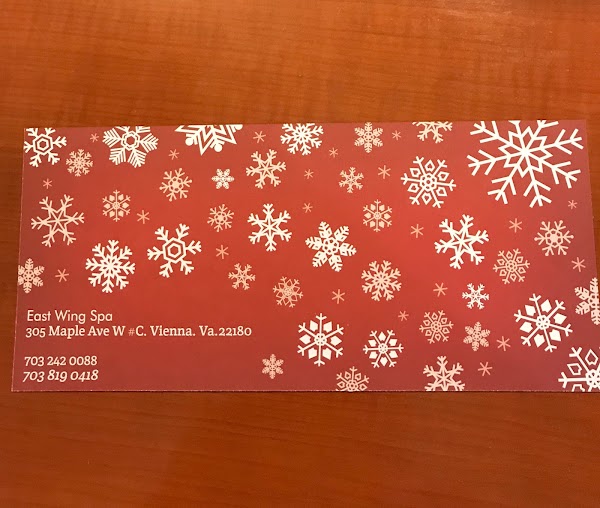 East Wing Spa
305 Maple Ave W #C. Vienna. Va.22180
703 242 0088
703 819 0418